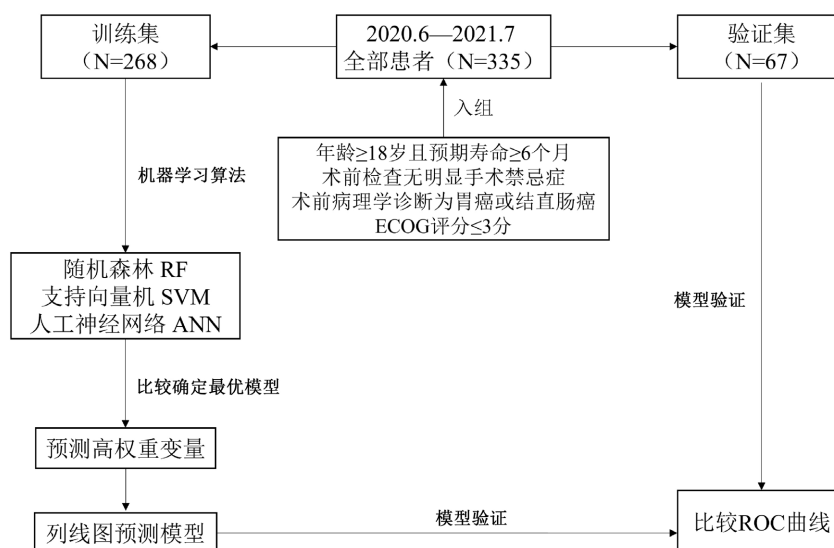 训练集
（N=268）
2020.6—2021.7
全部患者（N=335）
验证集
（N=67）
入组
年龄≥18岁且预期寿命≥6个月
术前检查无明显手术禁忌症
术前病理学诊断为胃癌或结直肠癌
ECOG评分≤3分
机器学习算法
随机森林 RF
支持向量机 SVM
人工神经网络 ANN
模型验证
比较确定最优模型
预测高权重变量
列线图预测模型
模型验证
比较ROC曲线